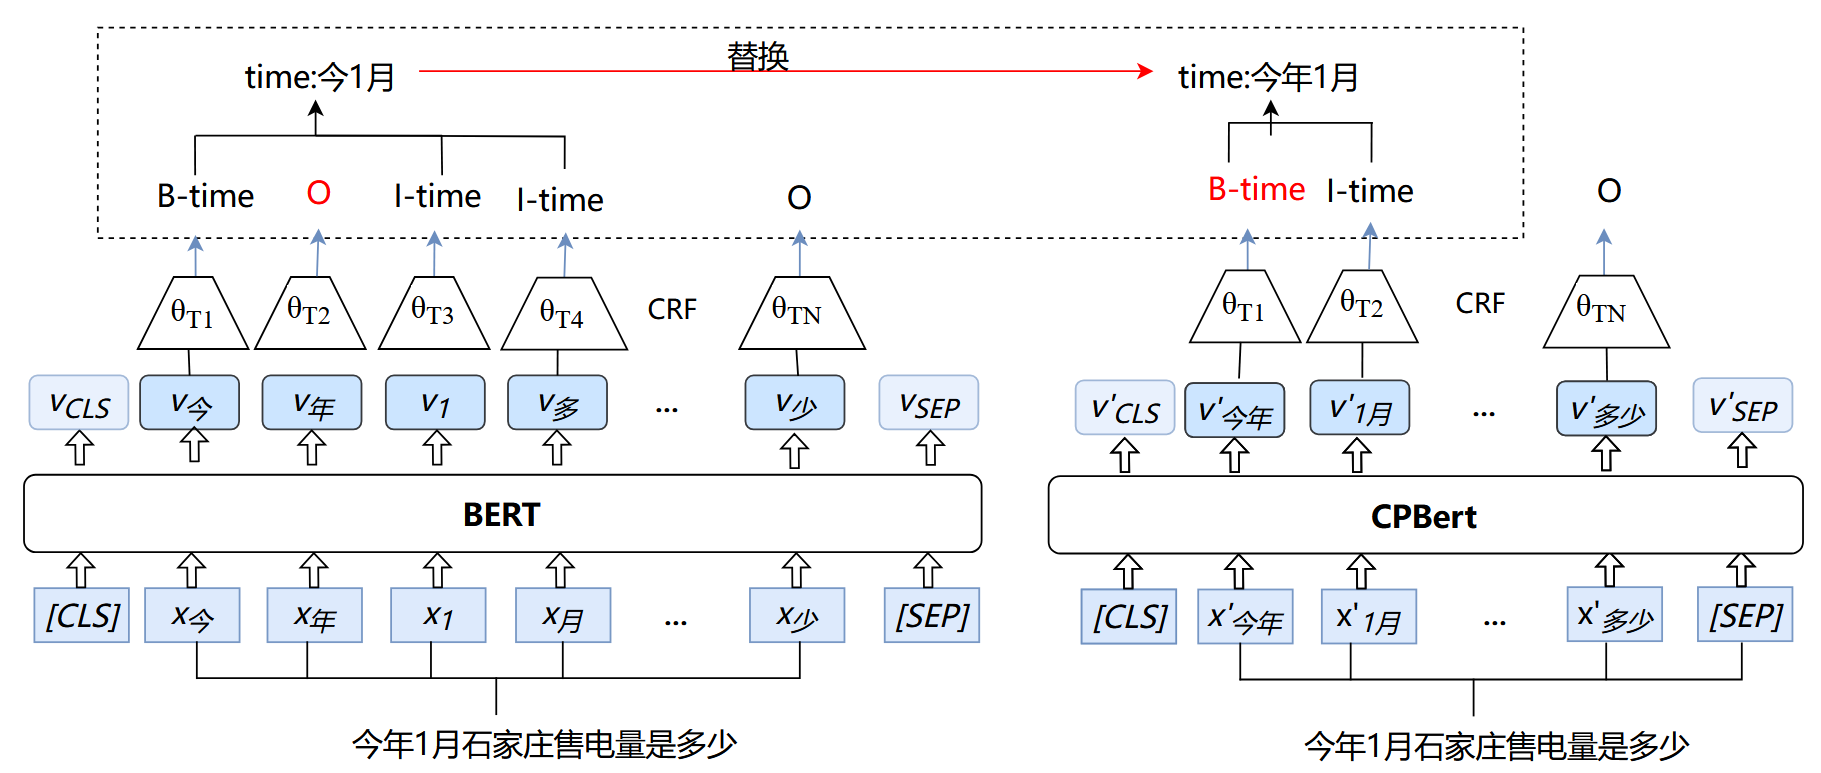 替换
time:今1月 time:今年1月
B-time O I-time I-time O B-time I-time O
θT1 θT2 θT3 θT4 CRF θTN θT1 θT2 CRF θTN
vCLS v今 v年 v1 v多 ... v少 vSEP v'CLS v'今年 v'1月 ... v'多少 v'SEP
BERT CPBert
[CLS] x今 x年 x1 x月 ... x少 [SEP] [CLS] x'今年 x'1月 ... x'多少 [SEP]
今年1月石家庄售电量是多少 今年1月石家庄售电量是多少